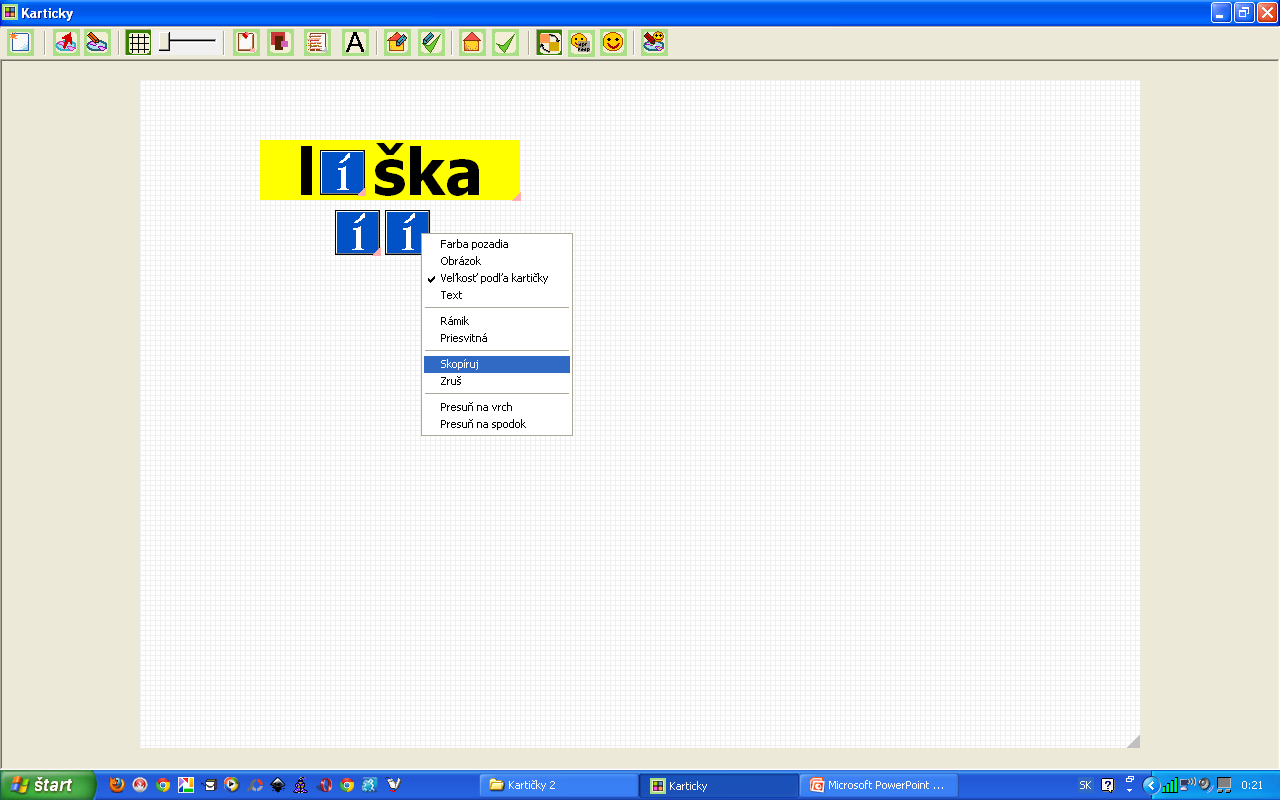 Karticky
A
líška
í í
Farba pozadia
Obrázok
Veľkosť podľa kartičky
Text
Rámik
Priesvitná
Skopíruj
Zruš
Presuň na vrch
Presuň na spodok
štart
Kartičky 2
Karticky
Microsoft PowerPoint ...
SK
0:21